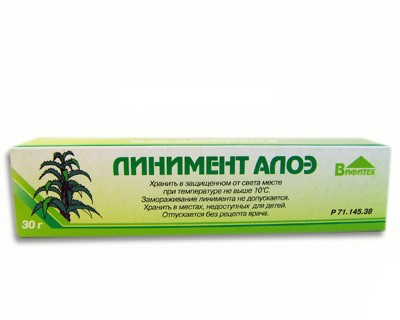 ЛИНИМЕНТ АЛОЭ
Хранить в защищенном от света месте
при температуре не выше 10°С.
Замораживание линимента не допускается.
Хранить в местах, недоступных для детей.
Отпускается без рецепта врача.
30 г
ВИФИТЕХ
Р 71.145.38